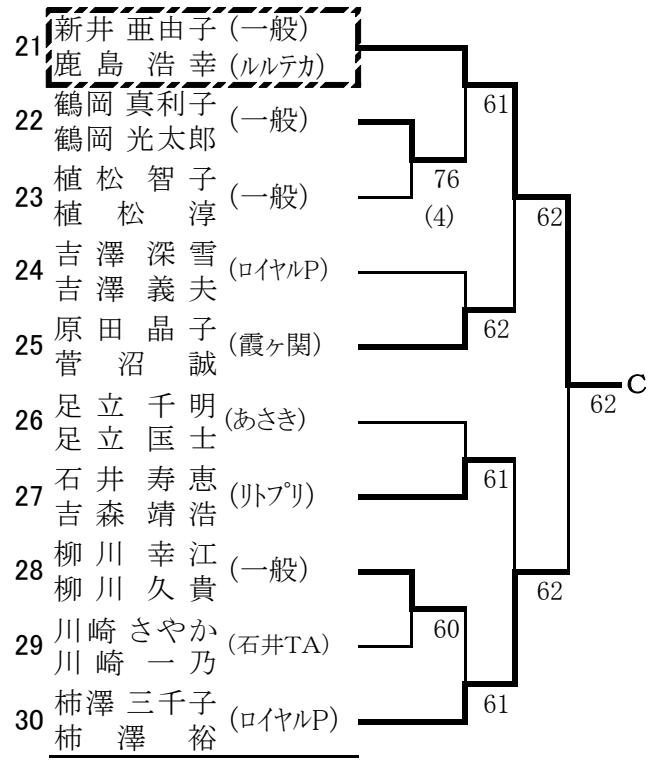 21 新井 亜由子 (一般)
鹿島 浩幸 (ルルテカ)
61
22 鶴岡 真利子 (一般)
鶴岡 光太郎
76
(4)
23 植松 智子 (一般)
植松 淳
62
24 吉澤 深雪 (ロイヤルP)
吉澤 義夫
62
25 原田 晶子 (霞ヶ関)
菅沼 誠
62 C
26 足立 千明 (あさき)
足立 匡士
61
27 石井 寿恵 (リトプリ)
吉森 靖浩
28 柳川 幸江 (一般)
柳川 久貴
62
60
29 川崎 さやか (石井TA)
川崎 一乃
61
30 柿澤 三千子 (ロイヤルP)
柿澤 裕